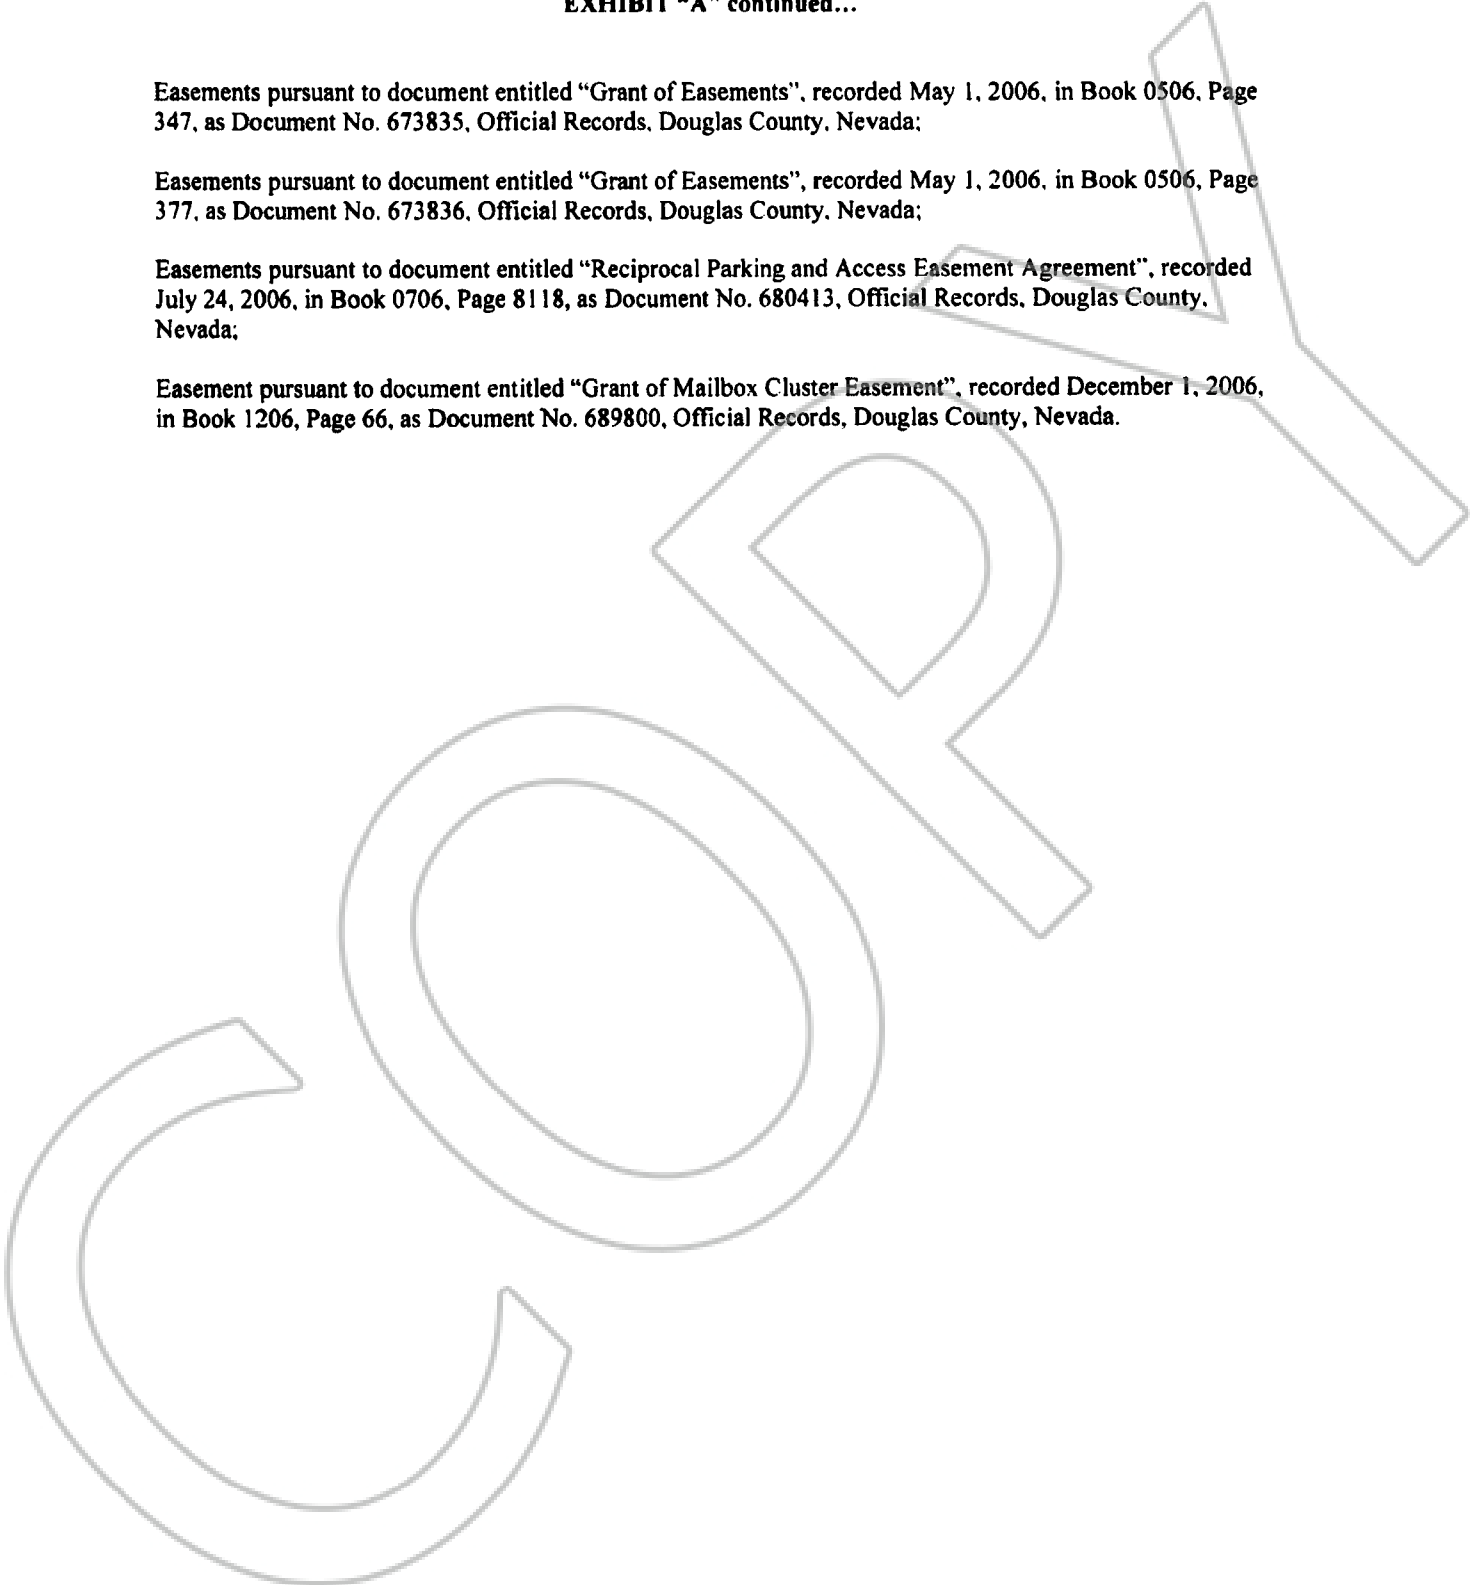 EXHIBIT "A" continued...
Easements pursuant to document entitled “Grant of Easements”, recorded May 1, 2006, in Book 0506, Page
347, as Document No. 673835, Official Records, Douglas County, Nevada;
Easements pursuant to document entitled “Grant of Easements”, recorded May 1, 2006, in Book 0506, Page
377, as Document No. 673836, Official Records, Douglas County, Nevada;
Easements pursuant to document entitled “Reciprocal Parking and Access Easement Agreement”, recorded
July 24, 2006, in Book 0706, Page 8118, as Document No. 680413, Official Records, Douglas County,
Nevada;
Easement pursuant to document entitled “Grant of Mailbox Cluster Easement”, recorded December 1, 2006,
in Book 1206, Page 66, as Document No. 689800, Official Records, Douglas County, Nevada.
COPY